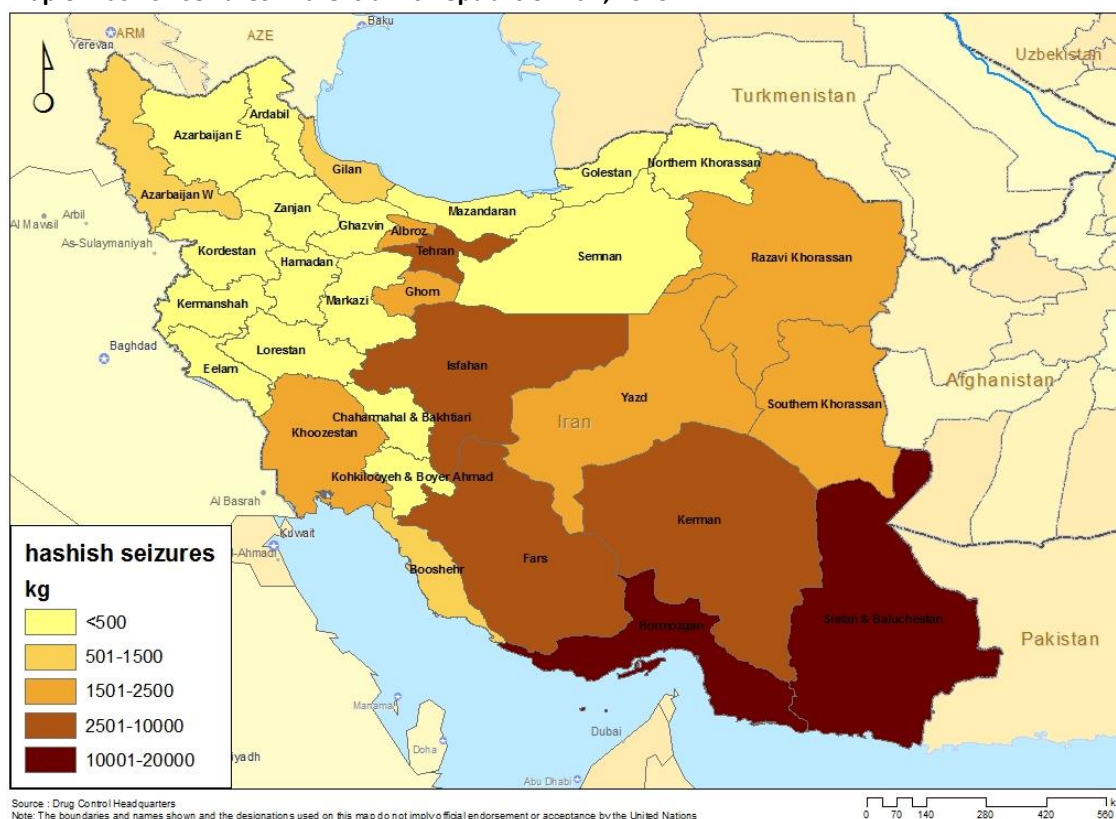 ARM
AZE
Baku
Yerevan
Uzbekistan
Turkmenistan
Ardabil
Azarbaijan E
Northern Khorassan
Golestan
Gilan
Azarbaijan W
Zanjan
Mazandaran
Al Mawsil
Arbil
Ghazvin
Albroz
As-Sulaymaniyah
Kordestan
Tehran
Semnan
Razavi Khorassan
Hamadan
Ghom
Kermanshah
Markazi
Baghdad
Lorestan
Isfahan
Eelam
Afghanistan
Yazd
Southern Khorassan
Chaharmahal & Bakhtiari
Iran
Khoozestan
Kohkilooyeh & Boyer Ahmad
Al Basrah
Kerman
Kuwait
Fars
Booshehr
Hormozgan
Sistan & Baluchestan
Pakistan
hashish seizures
kg
<500
501-1500
1501-2500
2501-10000
10001-20000
Manama
Dubai
Doha
Abu Dhabi
Source : Drug Control Headquarters
Note: The boundaries and names shown and the designations used on this map do not imply official endorsement or acceptance by the United Nations
0 70 140 280 420 560